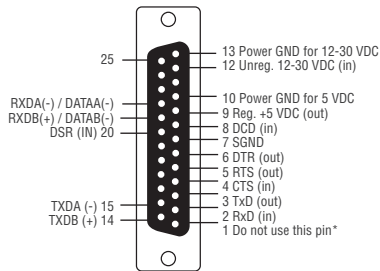 25
RXDA(-) / DATAA(-)
RXDB(+) / DATAB(-)
DSR (IN) 20
TXDA (-) 15
TXDB (+) 14
13 Power GND for 12-30 VDC
12 Unreg. 12-30 VDC (in)
10 Power GND for 5 VDC
9 Reg. +5 VDC (out)
8 DCD (in)
7 SGND
6 DTR (out)
5 RTS (out)
4 CTS (in)
3 TxD (out)
2 RxD (in)
1 Do not use this pin*